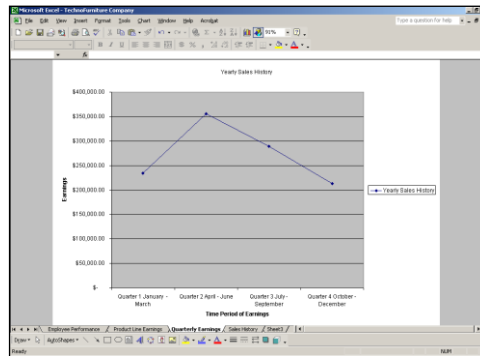 Microsoft Excel - TechnoFurniture Company
File Edit View Insert Format Tools Chart Window Help Acrobat
Type a question for help
91%
Yearly Sales History
$400,000.00
$350,000.00
$300,000.00
$250,000.00
$200,000.00
$150,000.00
$100,000.00
$50,000.00
$-
Earnings
Yearly Sales History
Quarter 1 January - March
Quarter 2 April - June
Quarter 3 July - September
Quarter 4 October - December
Time Period of Earnings
Employee Performance / Product Line Earnings \ Quarterly Earnings / Sales History / Sheet3 /
Draw AutoShapes
Ready
NUM